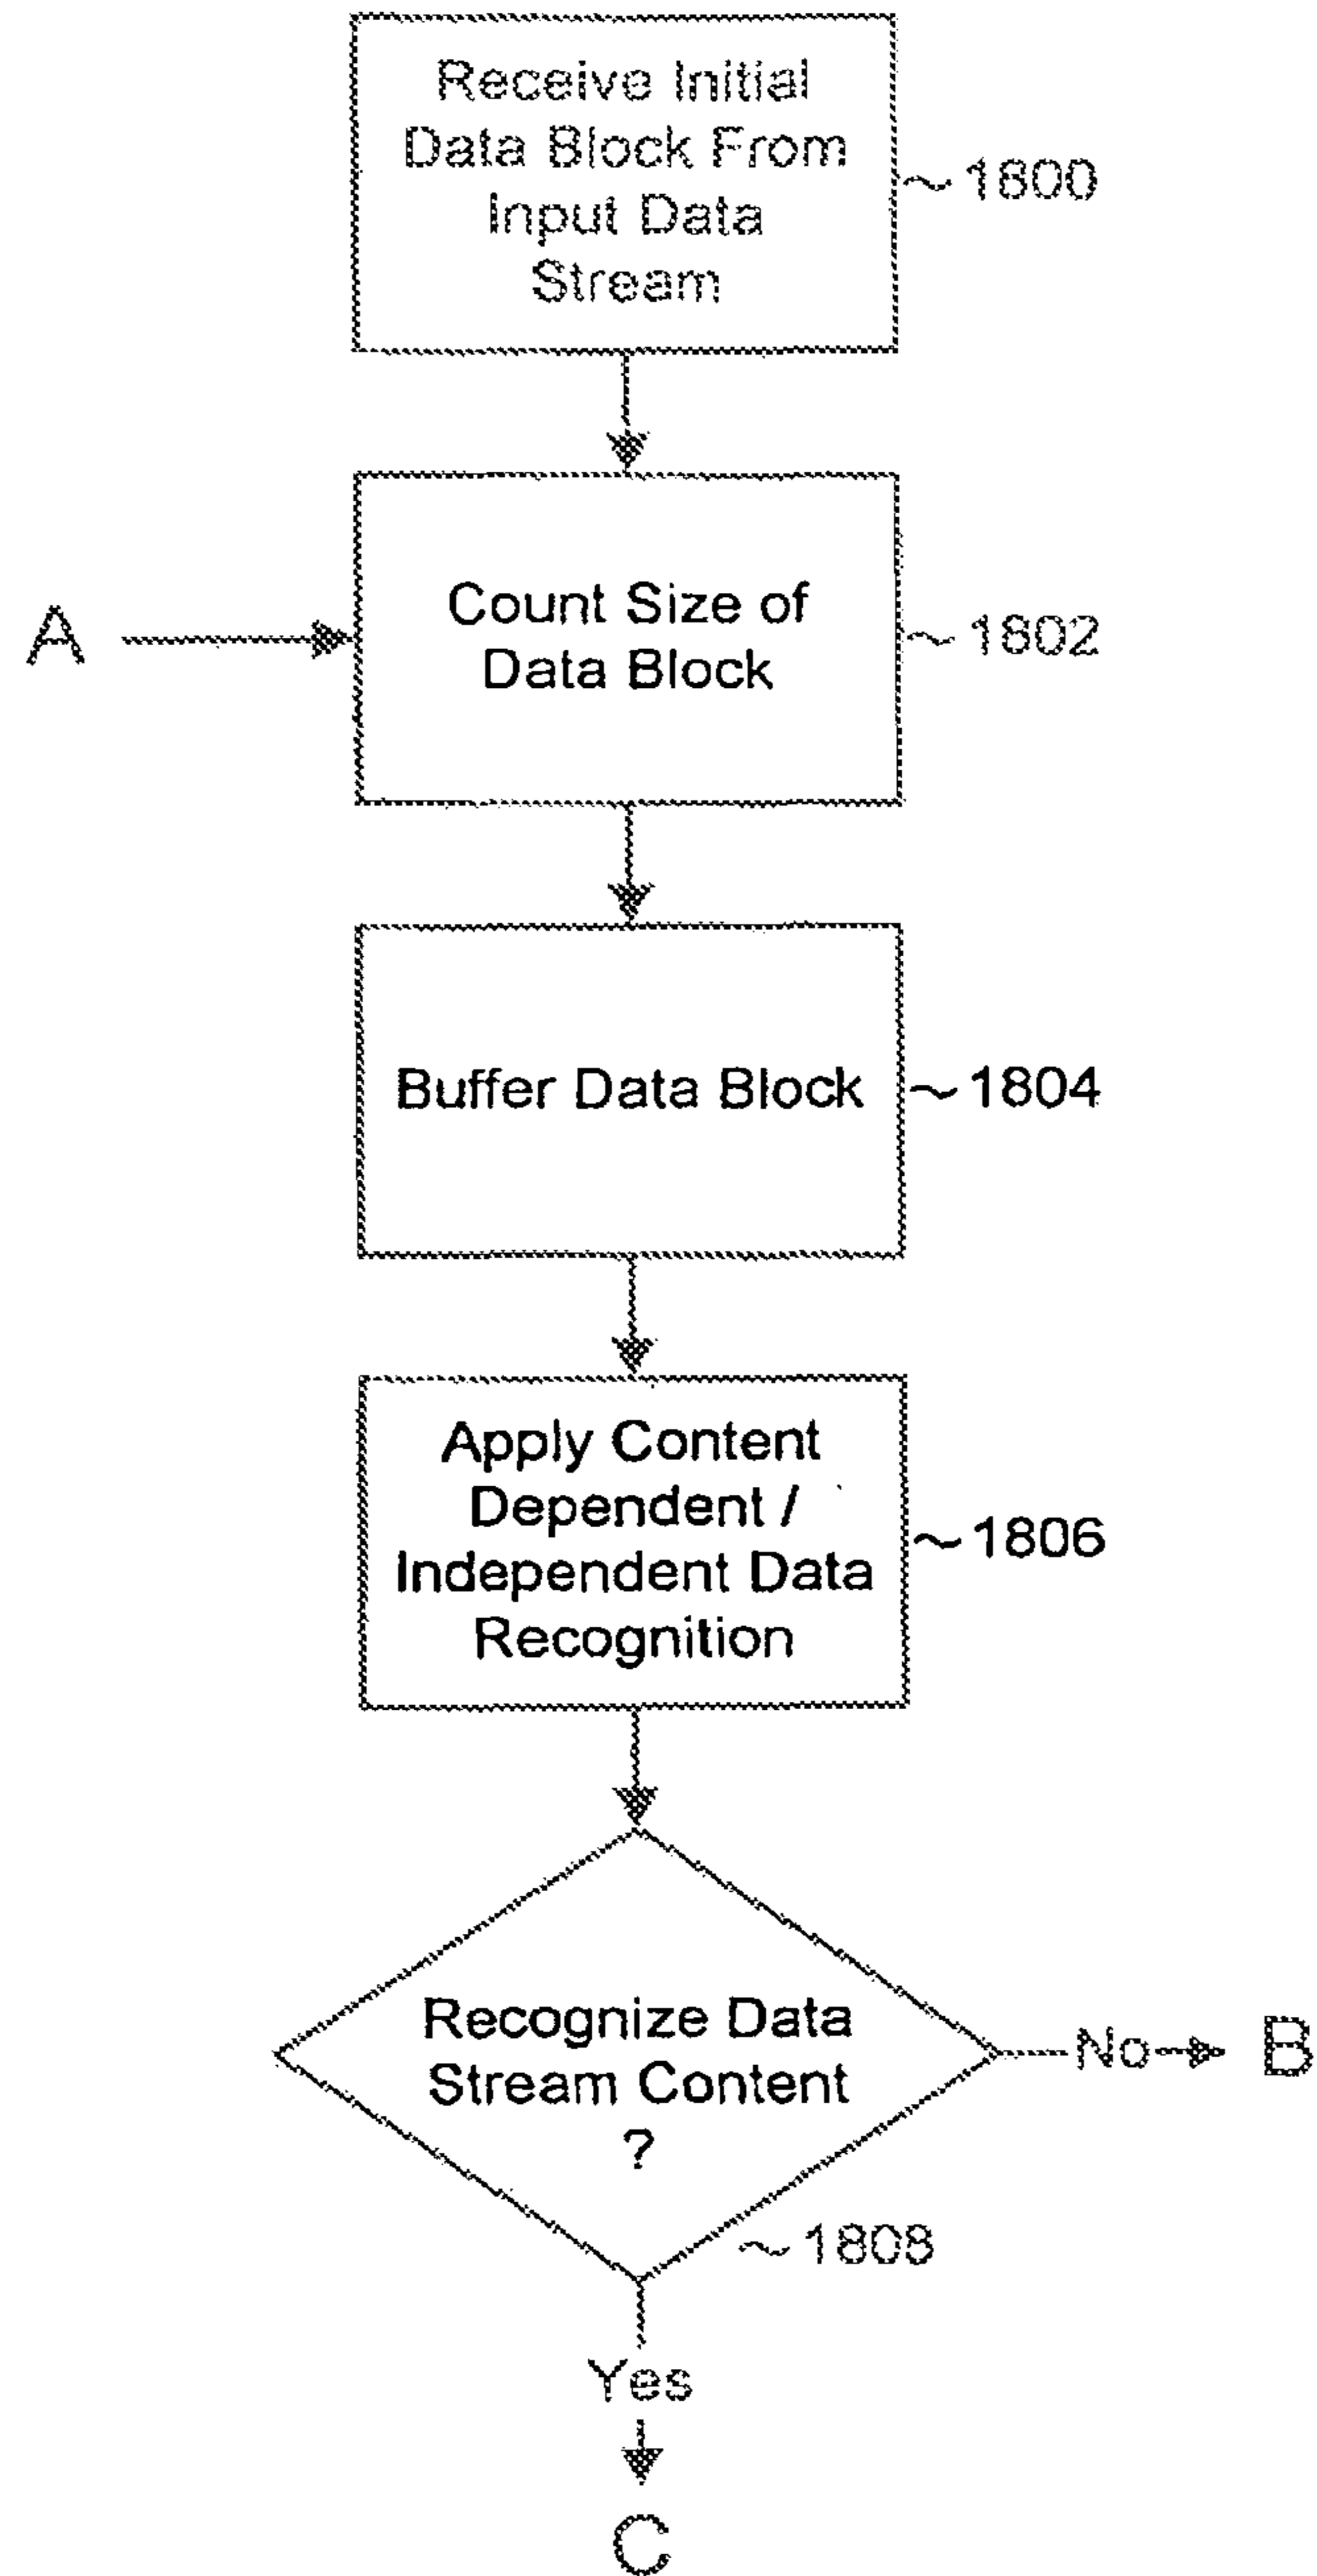 Receive Initial
Data Block From
Input Data
Stream
~1800
A
Count Size of
Data Block
~1802
Buffer Data Block
~1804
Apply Content
Dependent /
Independent Data
Recognition
~1806
Recognize Data
Stream Content
?
No
B
~1808
Yes
C